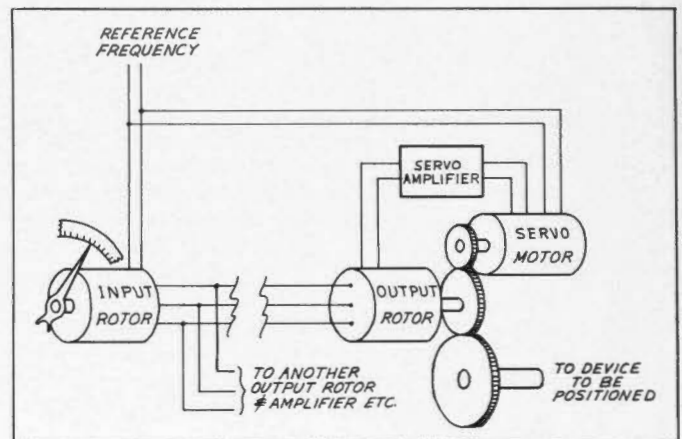 REFERENCE
FREQUENCY
SERVO
AMPLIFIER
SERVO
MOTOR
INPUT
ROTOR
OUTPUT
ROTOR
TO ANOTHER
OUTPUT ROTOR
& AMPLIFIER ETC.
TO DEVICE
TO BE
POSITIONED